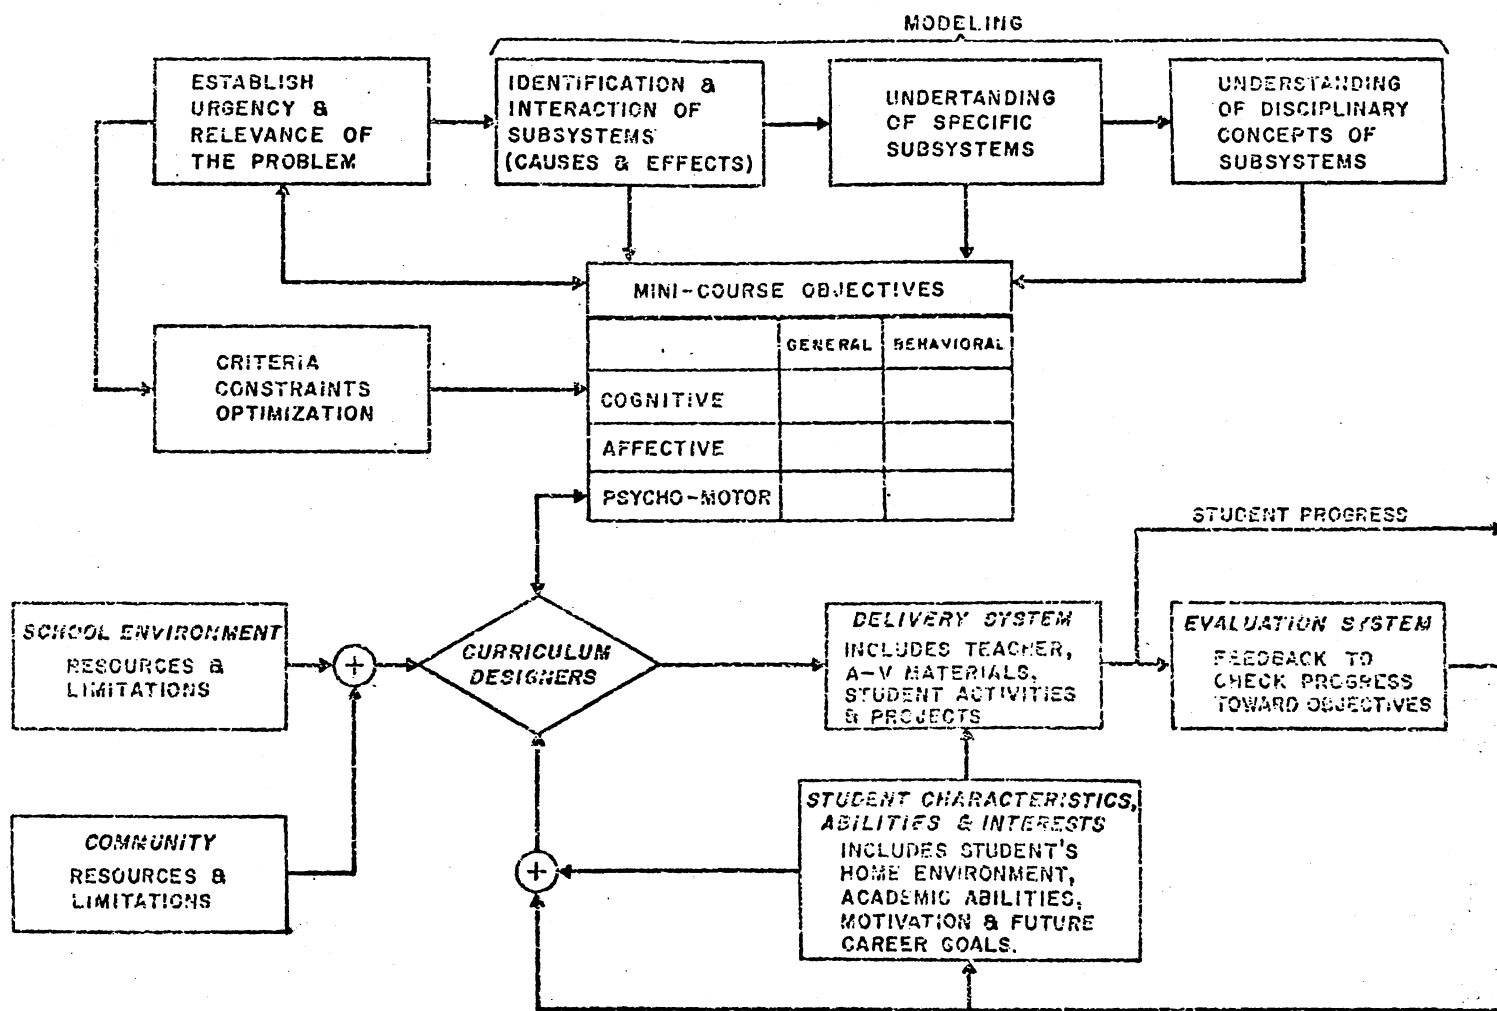 MODELING
ESTABLISH
URGENCY &
RELEVANCE OF
THE PROBLEM
IDENTIFICATION &
INTERACTION OF
SUBSYSTEMS
(CAUSES & EFFECTS)
UNDERTANDING
OF SPECIFIC
SUBSYSTEMS
UNDERSTANDING
OF DISCIPLINARY
CONCEPTS OF
SUBSYSTEMS
MINI-COURSE OBJECTIVES
GENERAL BEHAVIORAL
COGNITIVE
AFFECTIVE
PSYCHO-MOTOR
CRITERIA
CONSTRAINTS
OPTIMIZATION
STUDENT PROGRESS
SCHOOL ENVIRONMENT
RESOURCES &
LIMITATIONS
+
CURRICULUM
DESIGNERS
DELIVERY SYSTEM
INCLUDES TEACHER,
A-V MATERIALS,
STUDENT ACTIVITIES
& PROJECTS
EVALUATION SYSTEM
FEEDBACK TO
CHECK PROGRESS
TOWARD OBJECTIVES
COMMUNITY
RESOURCES &
LIMITATIONS
+
STUDENT CHARACTERISTICS,
ABILITIES & INTERESTS
INCLUDES STUDENT'S
HOME ENVIRONMENT,
ACADEMIC ABILITIES,
MOTIVATION & FUTURE
CAREER GOALS.